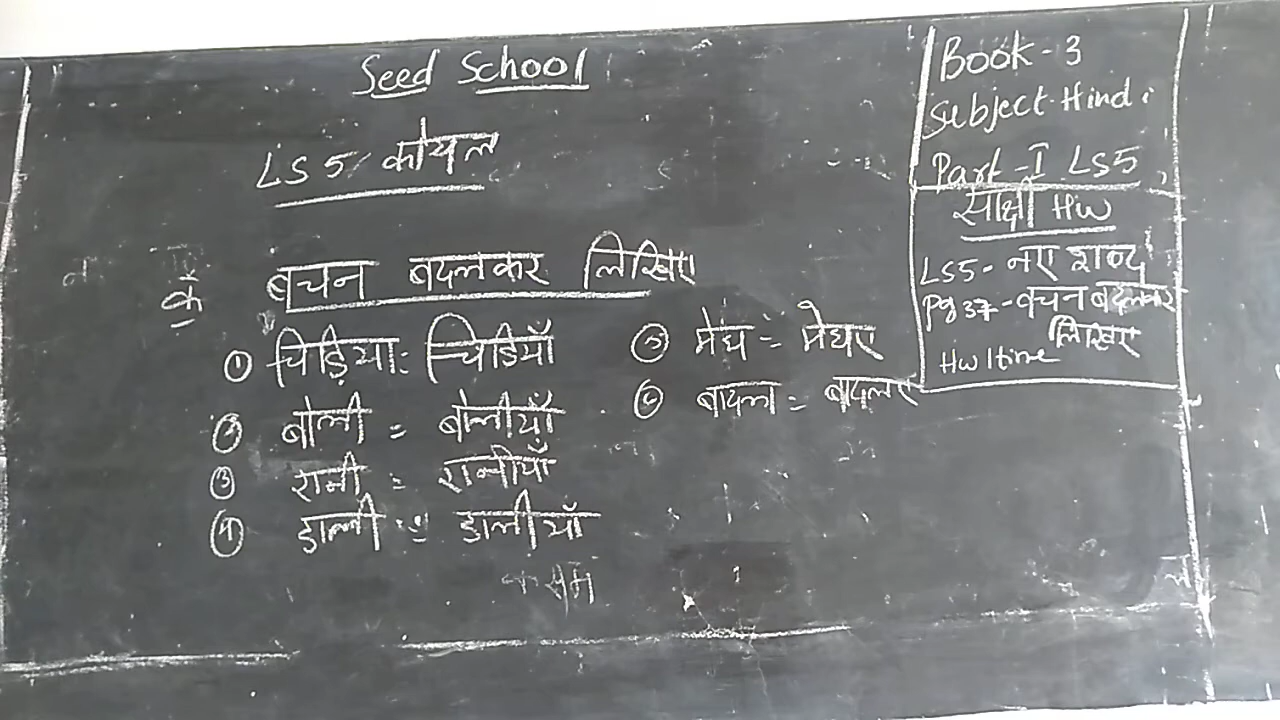 Seed School
LS 5 कोयल
क बचन बदलकर लिखिए
① चिड़िया : चिडियाँ
② बोली = बोलीयाँ
③ रानी = रानीयाँ
④ डाली = डालीयाँ
⑤ मेघ = मेघए
⑥ बादल = बादलए
Book - 3
Subject-Hindi
Part-I LS5
साक्षी HW
LS5- नए शब्द
Pg 37 - वचन बदलकर
लिखिए
HW 1time